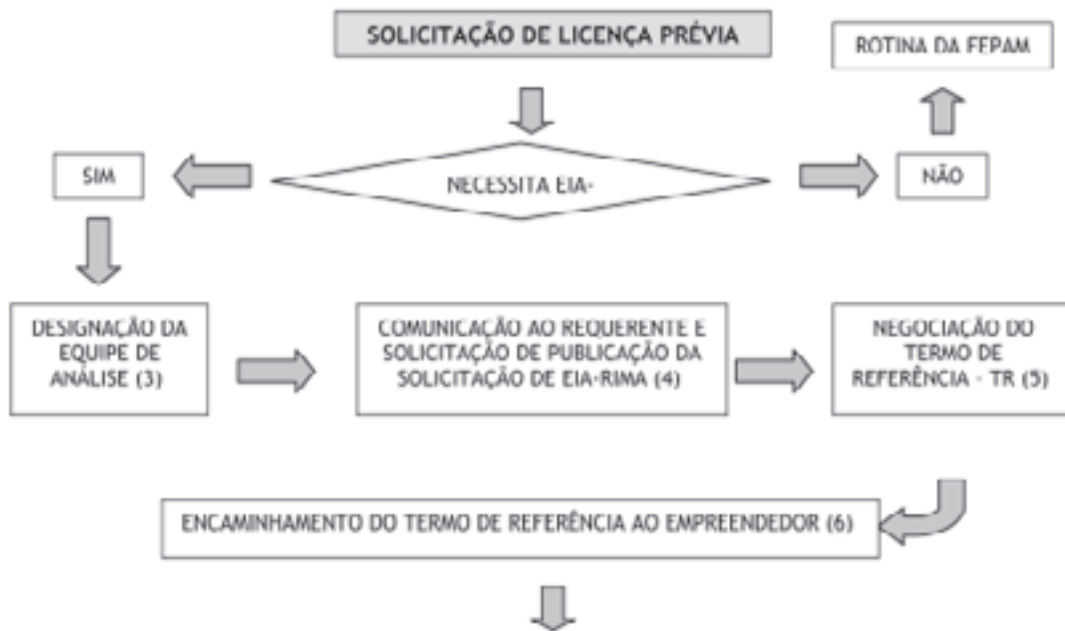 SOLICITAÇÃO DE LICENÇA PRÉVIA
ROTINA DA FEPAM
SIM
NECESSITA EIA-
NÃO
DESIGNAÇÃO DA
EQUIPE DE
ANÁLISE (3)
COMUNICAÇÃO AO REQUERENTE E
SOLICITAÇÃO DE PUBLICAÇÃO DA
SOLICITAÇÃO DE EIA-RIMA (4)
NEGOCIAÇÃO DO
TERMO DE
REFERÊNCIA - TR (5)
ENCAMINHAMENTO DO TERMO DE REFERÊNCIA AO EMPREENDEDOR (6)